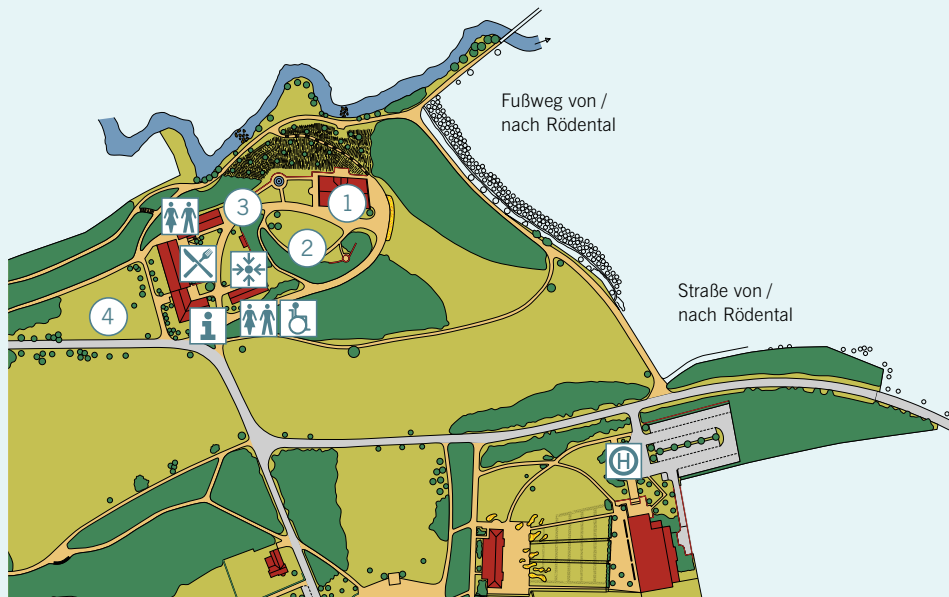 Fußweg von /
nach Rödental
1
3
2
Straße von /
nach Rödental
4
i
H